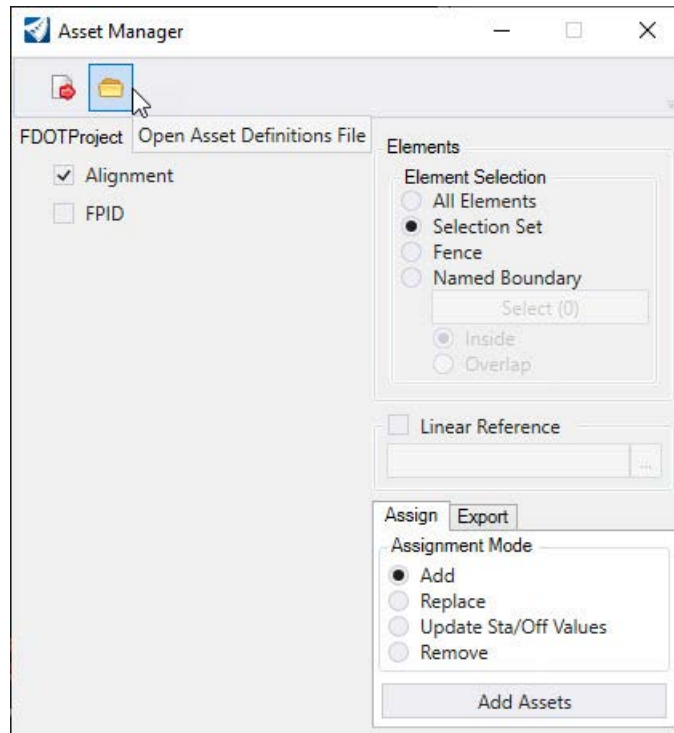 Asset Manager
FDOTProject
Open Asset Definitions File
Alignment
FPID
Elements
Element Selection
All Elements
Selection Set
Fence
Named Boundary
Select (0)
Inside
Overlap
Linear Reference
...
Assign
Export
Assignment Mode
Add
Replace
Update Sta/Off Values
Remove
Add Assets